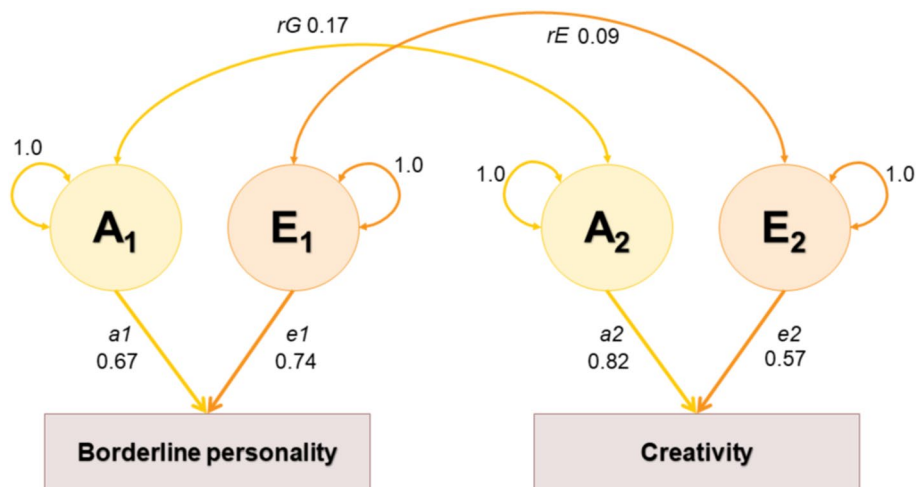 rG 0.17
rE 0.09
1.0
1.0
1.0
1.0
A1
E1
A2
E2
a1
0.67
e1
0.74
a2
0.82
e2
0.57
Borderline personality
Creativity